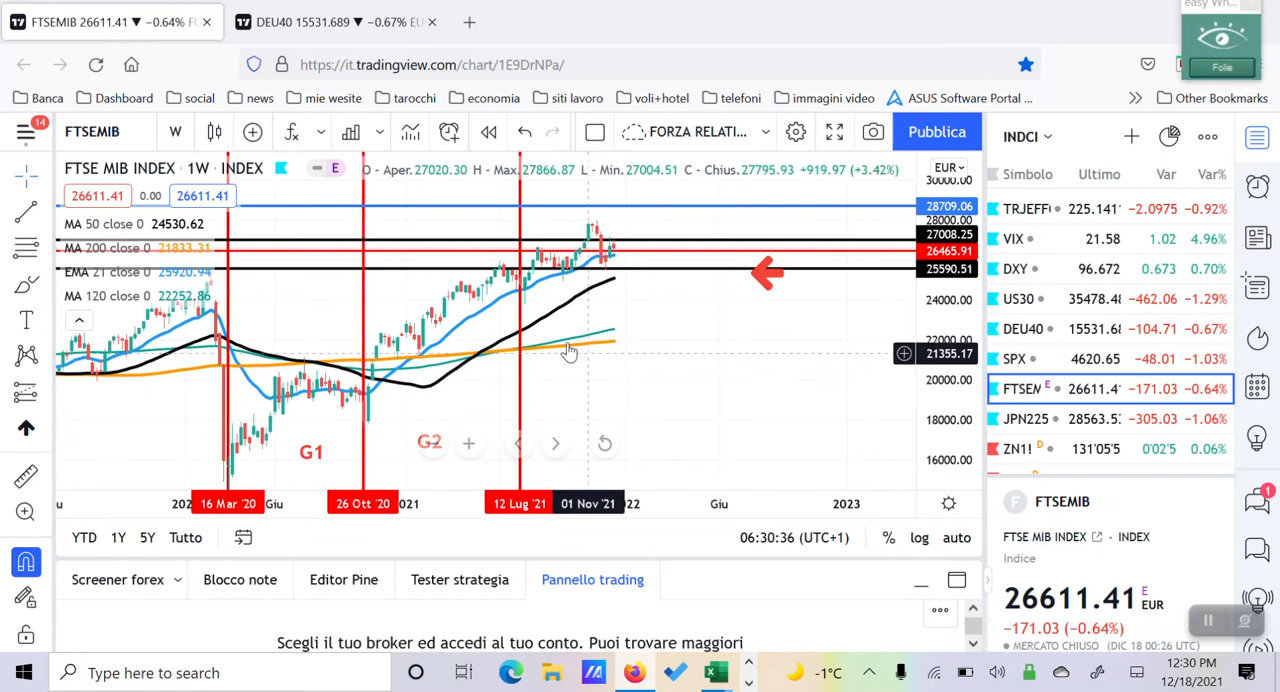 FTSEMIB 26611.41 ▼ −0.64% FO
DEU40 15531.689 ▼ −0.67% EU
easy Wh...
Folie
https://it.tradingview.com/chart/1E9DrNPa/
Banca Dashboard social news mie wesite tarocchi economia siti lavoro voli+hotel telefoni immagini video ASUS Software Portal ... Other Bookmarks
14
FTSEMIB W FORZA RELATI... Pubblica
INDCI
FTSE MIB INDEX · 1W · INDEX E O - Aper. 27020.30 H - Max. 27866.87 L - Min. 27004.51 C - Chius. 27795.93 +919.97 (+3.42%)
EUR
26611.41 0.00 26611.41
MA 50 close 0 24530.62
MA 200 close 0 21833.31
EMA 21 close 0 25920.94
MA 120 close 0 22252.86
30000.00
28709.06
28000.00
27008.25
26465.91
25590.51
24000.00
22000.00
21355.17
20000.00
18000.00
16000.00
G1
G2
16 Mar '20 Giu 26 Ott '20 12 Lug '21 01 Nov '21 Giu 2023
YTD 1Y 5Y Tutto 06:30:36 (UTC+1) % log auto
Screener forex Blocco note Editor Pine Tester strategia Pannello trading
Scegli il tuo broker ed accedi al tuo conto. Puoi trovare maggiori
Simbolo Ultimo Var Var%
TRJEFF 225.141 −2.0975 −0.92%
VIX 21.58 1.02 4.96%
DXY 96.672 0.673 0.70%
US30 35478.48 −462.06 −1.29%
DEU40 15531.68 −104.71 −0.67%
SPX 4620.65 −48.01 −1.03%
FTSEM E 26611.4 −171.03 −0.64%
JPN225 28563.5 −305.03 −1.06%
ZN1! D 131'05'5 0'02'5 0.06%
F FTSEMIB
FTSE MIB INDEX • INDEX
Indice
26611.41 E EUR
−171.03 (−0.64%)
MERCATO CHIUSO (DIC 18 00:26 UTC)
1
Type here to search
-1°C
12:30 PM
12/18/2021